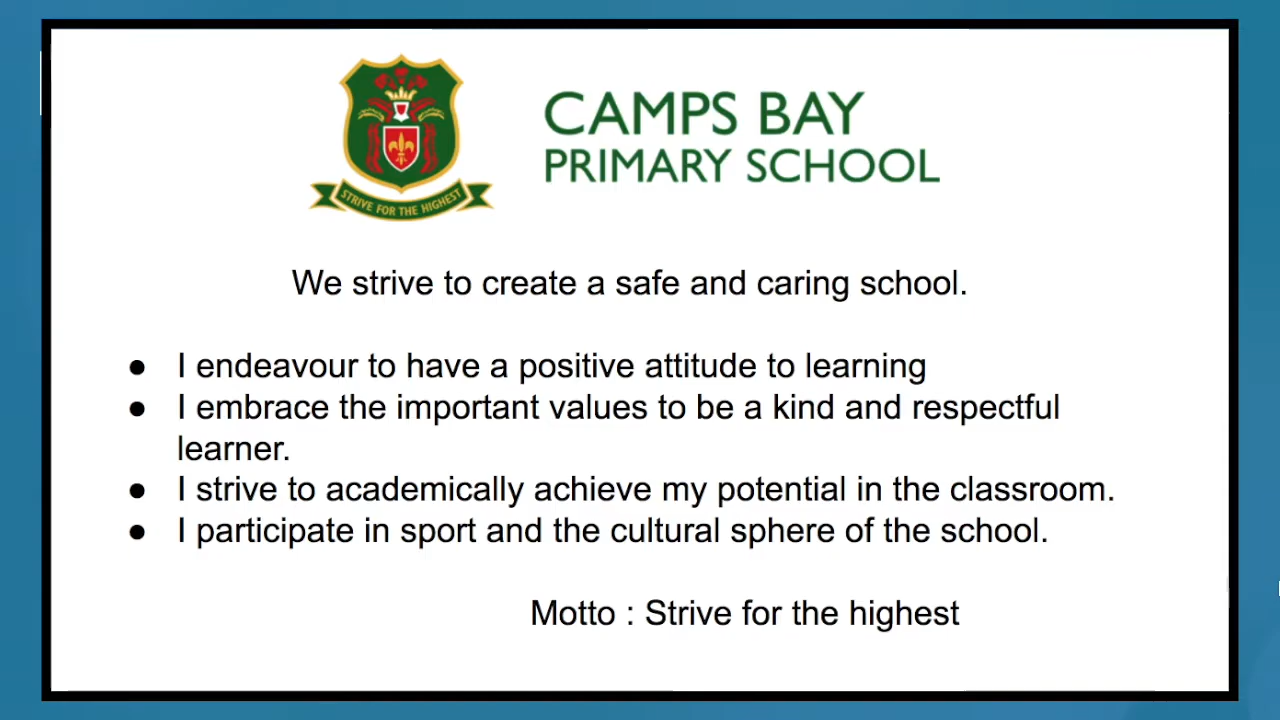 STRIVE FOR THE HIGHEST
CAMPS BAY
PRIMARY SCHOOL
We strive to create a safe and caring school.
● I endeavour to have a positive attitude to learning
● I embrace the important values to be a kind and respectful
learner.
● I strive to academically achieve my potential in the classroom.
● I participate in sport and the cultural sphere of the school.
Motto : Strive for the highest